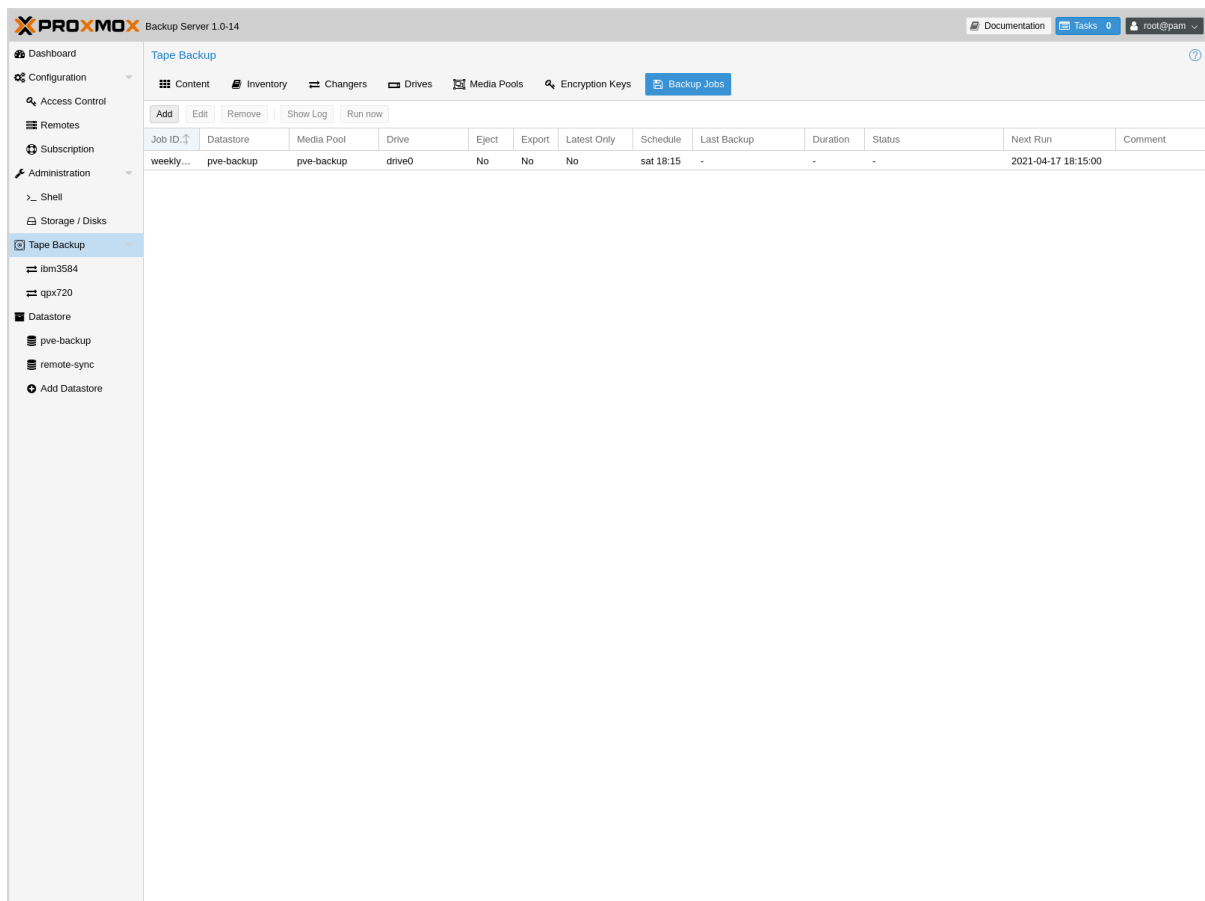 PROXMOX Backup Server 1.0-14 Documentation Tasks 0 root@pam
Dashboard
Configuration
Access Control
Remotes
Subscription
Administration
>_ Shell
Storage / Disks
Tape Backup
ibm3584
qpx720
Datastore
pve-backup
remote-sync
Add Datastore
Tape Backup
Content Inventory Changers Drives Media Pools Encryption Keys Backup Jobs
Add Edit Remove Show Log Run now
Job ID Datastore Media Pool Drive Eject Export Latest Only Schedule Last Backup Duration Status Next Run Comment
weekly... pve-backup pve-backup drive0 No No No sat 18:15 - - - 2021-04-17 18:15:00